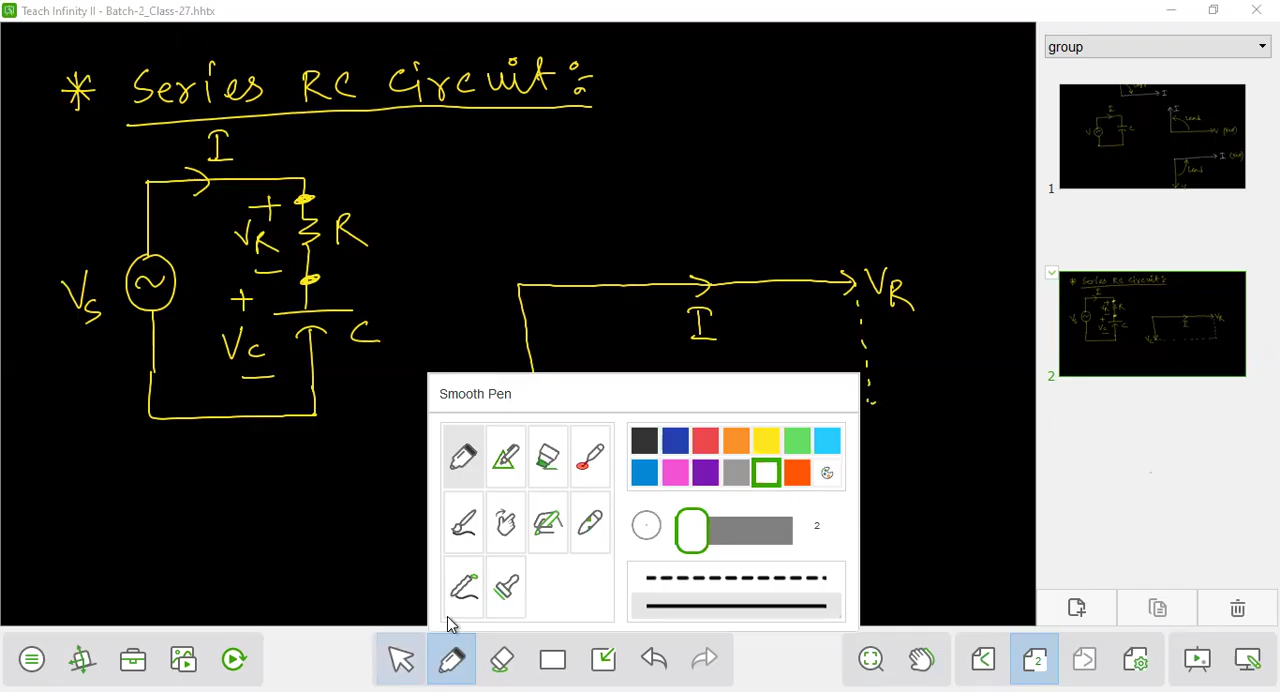 Teach Infinity II - Batch-2_Class-27.hhtx
* Series RC Circuit:
I
+
VR
R
-
Vs
+
Vc
C
-
VR
I
Smooth Pen
2
group
1
2
2